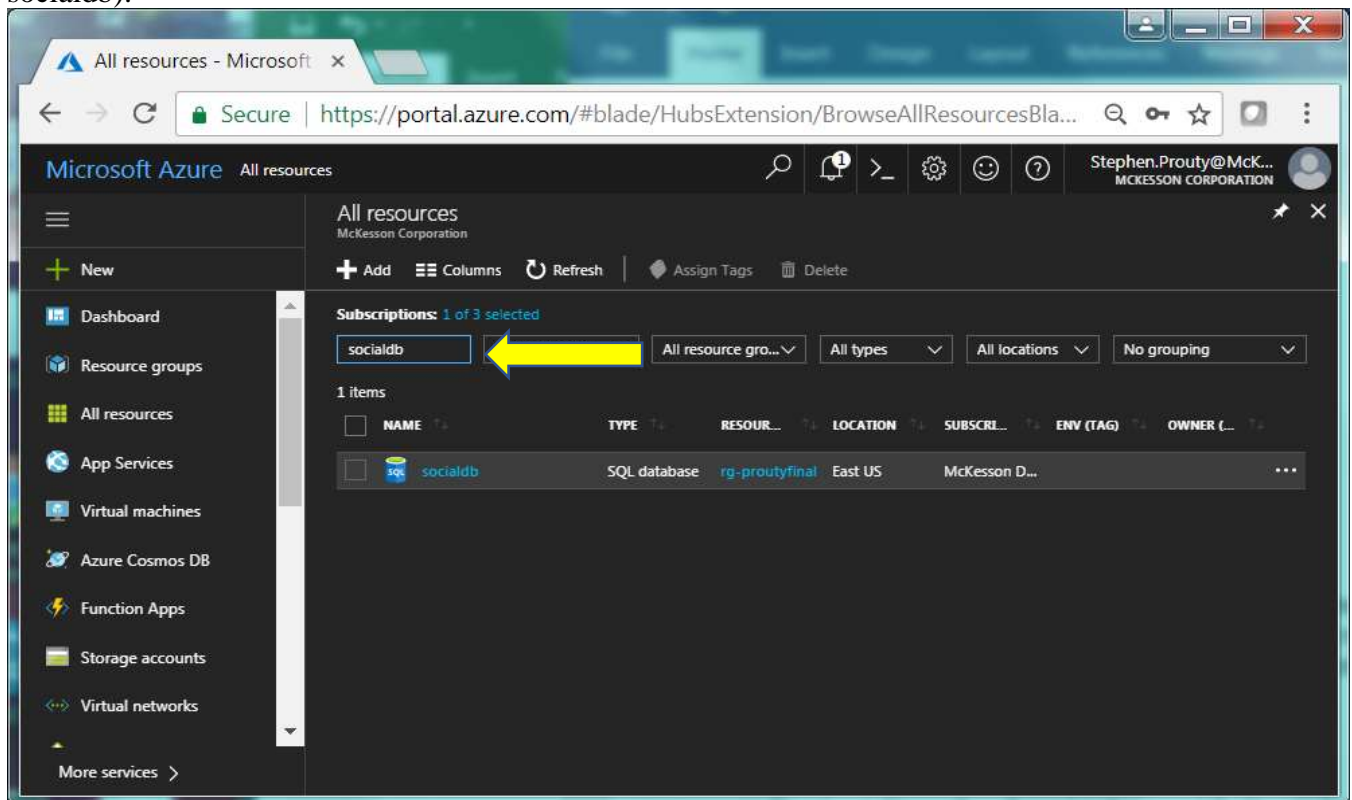 socialdb).
All resources - Microsoft ×
Secure | https://portal.azure.com/#blade/HubsExtension/BrowseAllResourcesBla...
Microsoft Azure All resources 1 >_ ? Stephen.Prouty@McK...
MCKESSON CORPORATION
All resources
McKesson Corporation
New
Add Columns Refresh Assign Tags Delete
Dashboard
Subscriptions: 1 of 3 selected
socialdb All resource gro... All types All locations No grouping
Resource groups
1 items
All resources
NAME TYPE RESOUR... LOCATION SUBSCRI... ENV (TAG) OWNER (...
App Services
SQL socialdb SQL database rg-proutyfinal East US McKesson D... ...
Virtual machines
Azure Cosmos DB
Function Apps
Storage accounts
Virtual networks
More services >